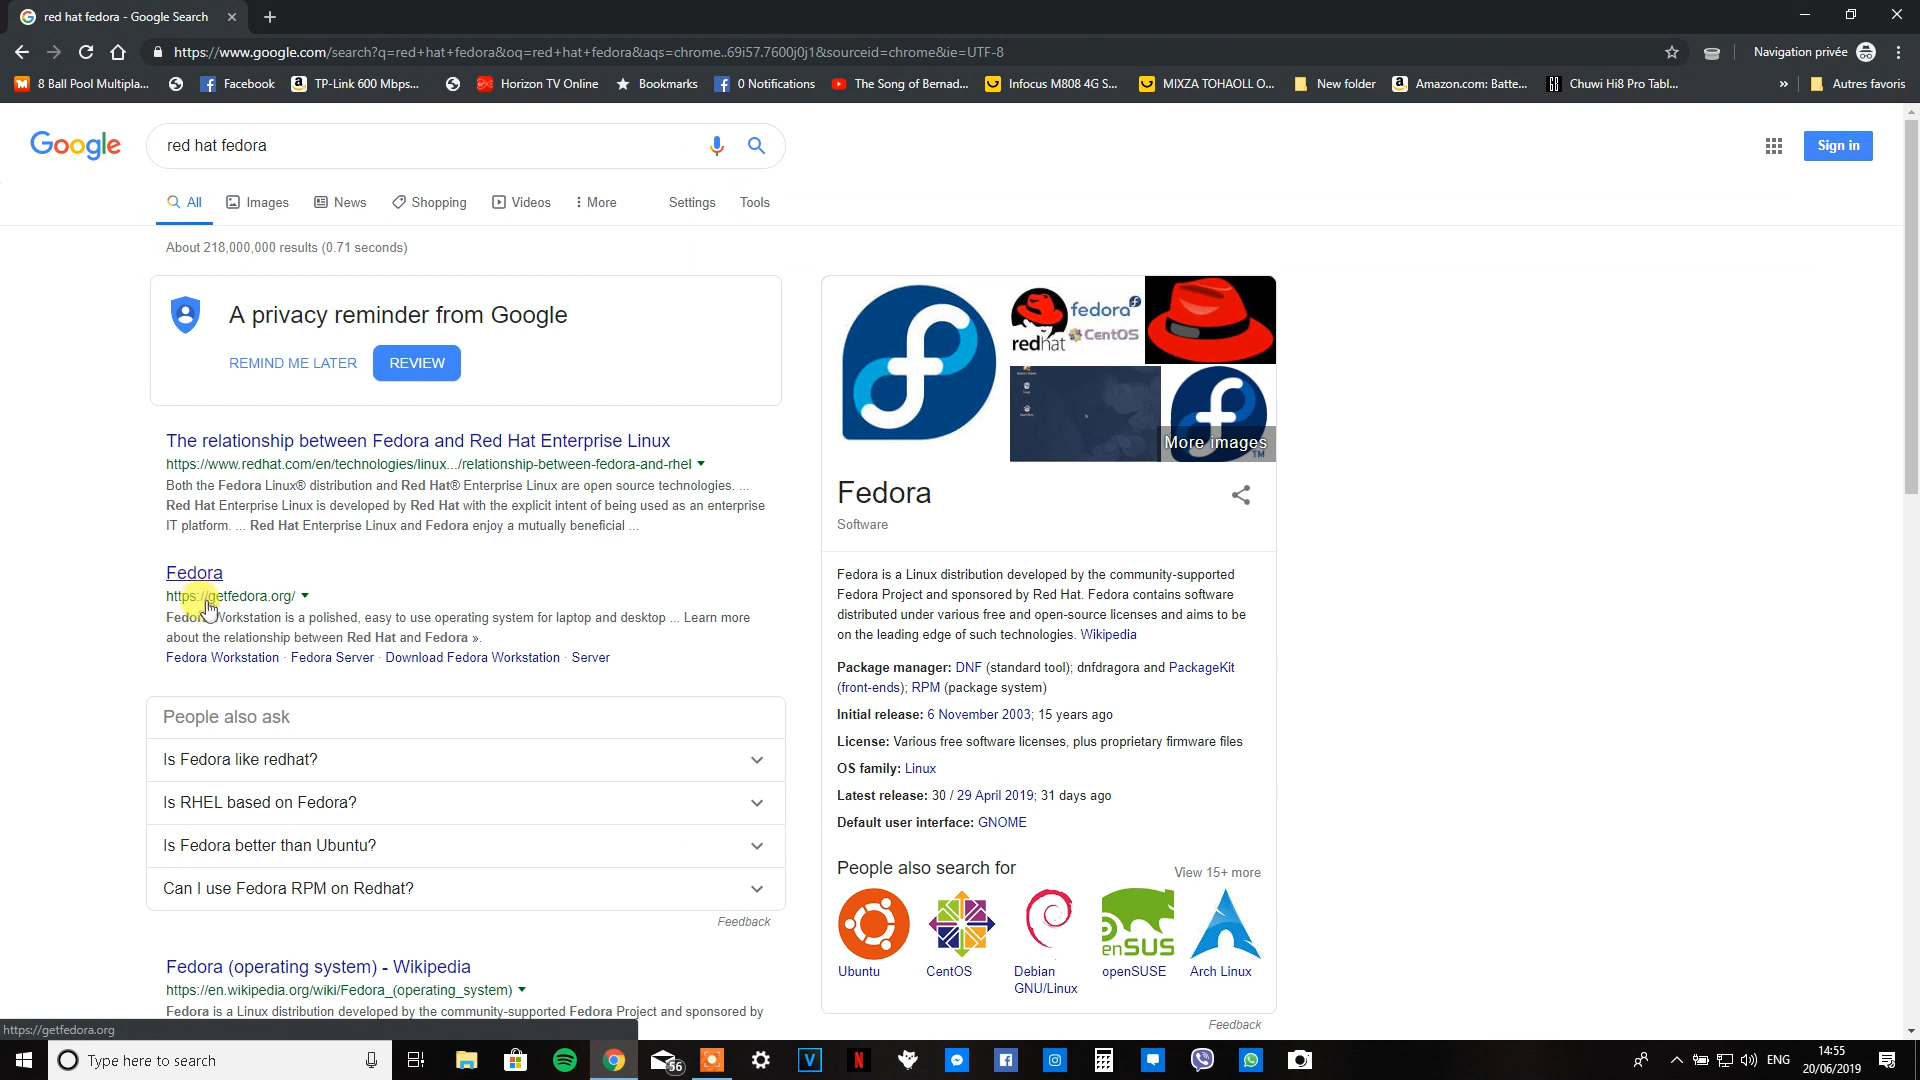 red hat fedora - Google Search
https://www.google.com/search?q=red+hat+fedora&oq=red+hat+fedora&aqs=chrome..69i57.7600j0j1&sourceid=chrome&ie=UTF-8
Navigation privée
8 Ball Pool Multipla...
Facebook
TP-Link 600 Mbps...
Horizon TV Online
Bookmarks
0 Notifications
The Song of Bernad...
Infocus M808 4G S...
MIXZA TOHAOLL O...
New folder
Amazon.com: Batte...
Chuwi Hi8 Pro Tabl...
»
Autres favoris
Google
red hat fedora
Sign in
All
Images
News
Shopping
Videos
More
Settings
Tools
About 218,000,000 results (0.71 seconds)
A privacy reminder from Google
REMIND ME LATER
REVIEW
The relationship between Fedora and Red Hat Enterprise Linux
https://www.redhat.com/en/technologies/linux.../relationship-between-fedora-and-rhel
Both the Fedora Linux® distribution and Red Hat® Enterprise Linux are open source technologies. ...
Red Hat Enterprise Linux is developed by Red Hat with the explicit intent of being used as an enterprise
IT platform. ... Red Hat Enterprise Linux and Fedora enjoy a mutually beneficial ...
Fedora
https://getfedora.org/
Fedora Workstation is a polished, easy to use operating system for laptop and desktop ... Learn more
about the relationship between Red Hat and Fedora ».
Fedora Workstation · Fedora Server · Download Fedora Workstation · Server
People also ask
Is Fedora like redhat?
Is RHEL based on Fedora?
Is Fedora better than Ubuntu?
Can I use Fedora RPM on Redhat?
Feedback
Fedora (operating system) - Wikipedia
https://en.wikipedia.org/wiki/Fedora_(operating_system)
Fedora is a Linux distribution developed by the community-supported Fedora Project and sponsored by
redhat
fedora
CentOS
More images
TM
Fedora
Software
Fedora is a Linux distribution developed by the community-supported
Fedora Project and sponsored by Red Hat. Fedora contains software
distributed under various free and open-source licenses and aims to be
on the leading edge of such technologies. Wikipedia
Package manager: DNF (standard tool); dnfdragora and PackageKit
(front-ends); RPM (package system)
Initial release: 6 November 2003; 15 years ago
License: Various free software licenses, plus proprietary firmware files
OS family: Linux
Latest release: 30 / 29 April 2019; 31 days ago
Default user interface: GNOME
People also search for
View 15+ more
enSUS
Ubuntu
CentOS
Debian
GNU/Linux
openSUSE
Arch Linux
Feedback
https://getfedora.org
Type here to search
56
ENG
14:55
20/06/2019